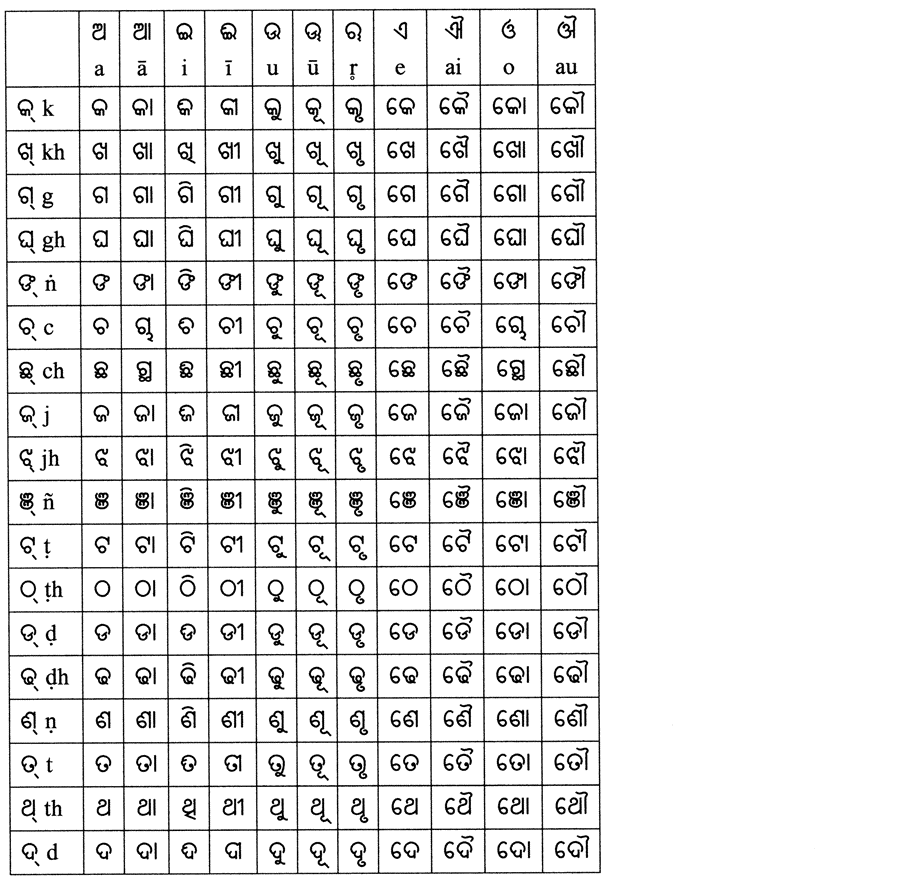 ଅ ଆ ଇ ଈ ଉ ଊ ଋ ଏ ଐ ଓ ଔ
a ā i ī u ū r̥ e ai o au
କ୍ k କ କା କି କୀ କୁ କୂ କୃ କେ କୈ କୋ କୌ
ଖ୍ kh ଖ ଖା ଖି ଖୀ ଖୁ ଖୂ ଖୃ ଖେ ଖୈ ଖୋ ଖୌ
ଗ୍ g ଗ ଗା ଗି ଗୀ ଗୁ ଗୂ ଗୃ ଗେ ଗୈ ଗୋ ଗୌ
ଘ୍ gh ଘ ଘା ଘି ଘୀ ଘୁ ଘୂ ଘୃ ଘେ ଘୈ ଘୋ ଘୌ
ଙ୍ ṅ ଙ ଙା ଙି ଙୀ ଙୁ ଙୂ ଙୃ ଙେ ଙୈ ଙୋ ଙୌ
ଚ୍ c ଚ ଚା ଚି ଚୀ ଚୁ ଚୂ ଚୃ ଚେ ଚୈ ଚୋ ଚୌ
ଛ୍ ch ଛ ଛା ଛି ଛୀ ଛୁ ଛୂ ଛୃ ଛେ ଛୈ ଛୋ ଛୌ
ଜ୍ j ଜ ଜା ଜି ଜୀ ଜୁ ଜୂ ଜୃ ଜେ ଜୈ ଜୋ ଜୌ
ଝ୍ jh ଝ ଝା ଝି ଝୀ ଝୁ ଝୂ ଝୃ ଝେ ଝୈ ଝୋ ଝୌ
ଞ୍ ñ ଞ ଞା ଞି ଞୀ ଞୁ ଞୂ ଞୃ ଞେ ଞୈ ଞୋ ଞୌ
ଟ୍ ṭ ଟ ଟା ଟି ଟୀ ଟୁ ଟୂ ଟୃ ଟେ ଟୈ ଟୋ ଟୌ
ଠ୍ ṭh ଠ ଠା ଠି ଠୀ ଠୁ ଠୂ ଠୃ ଠେ ଠୈ ଠୋ ଠୌ
ଡ୍ ḍ ଡ ଡା ଡି ଡୀ ଡୁ ଡୂ ଡୃ ଡେ ଡୈ ଡୋ ଡୌ
ଢ୍ ḍh ଢ ଢା ଢି ଢୀ ଢୁ ଢୂ ଢୃ ଢେ ଢୈ ଢୋ ଢୌ
ଣ୍ ṇ ଣ ଣା ଣି ଣୀ ଣୁ ଣୂ ଣୃ ଣେ ଣୈ ଣୋ ଣୌ
ତ୍ t ତ ତା ତି ତୀ ତୁ ତୂ ତୃ ତେ ତୈ ତୋ ତୌ
ଥ୍ th ଥ ଥା ଥି ଥୀ ଥୁ ଥୂ ଥୃ ଥେ ଥୈ ଥୋ ଥୌ
ଦ୍ d ଦ ଦା ଦି ଦୀ ଦୁ ଦୂ ଦୃ ଦେ ଦୈ ଦୋ ଦୌ